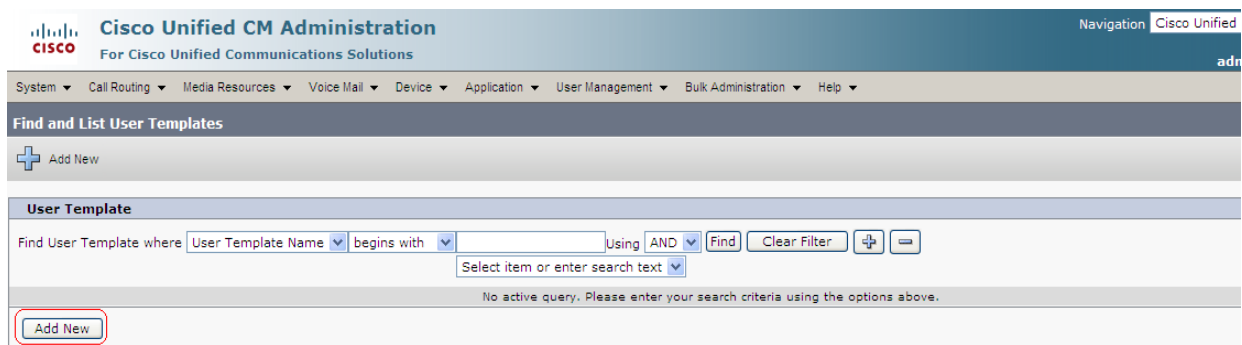 Cisco Unified CM Administration
Navigation Cisco Unified
CISCO
For Cisco Unified Communications Solutions
System Call Routing Media Resources Voice Mail Device Application User Management Bulk Administration Help
Find and List User Templates
Add New
User Template
Find User Template where User Template Name begins with Using AND Find Clear Filter
Select item or enter search text
No active query. Please enter your search criteria using the options above.
Add New